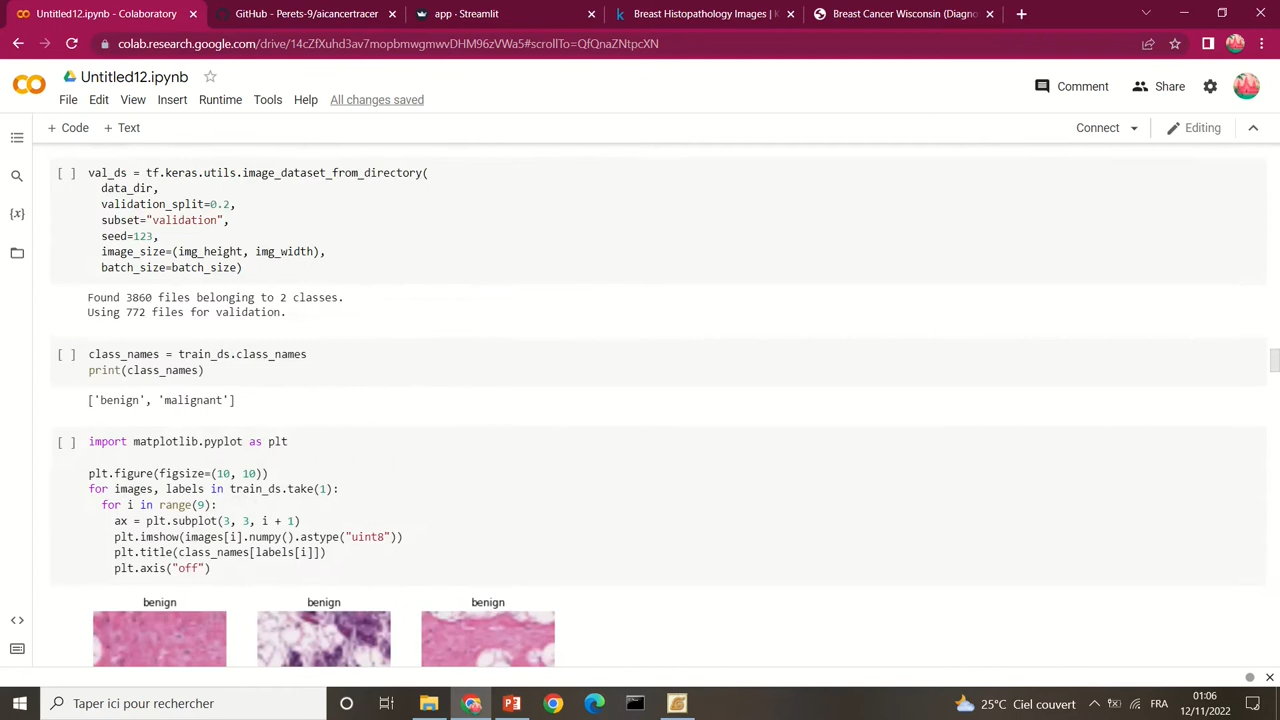 Untitled12.ipynb - Colaboratory
GitHub - Perets-9/aicancertracer
app · Streamlit
Breast Histopathology Images | K
Breast Cancer Wisconsin (Diagno
colab.research.google.com/drive/14cZfXuhd3av7mopbmwgmwvDHM96zVWa5#scrollTo=QfQnaZNtpcXN
CO
Untitled12.ipynb
Comment
Share
File Edit View Insert Runtime Tools Help All changes saved
+ Code + Text
Connect
Editing
[ ] val_ds = tf.keras.utils.image_dataset_from_directory(
data_dir,
validation_split=0.2,
subset="validation",
seed=123,
image_size=(img_height, img_width),
batch_size=batch_size)
Found 3860 files belonging to 2 classes.
Using 772 files for validation.
[ ] class_names = train_ds.class_names
print(class_names)
['benign', 'malignant']
[ ] import matplotlib.pyplot as plt
plt.figure(figsize=(10, 10))
for images, labels in train_ds.take(1):
for i in range(9):
ax = plt.subplot(3, 3, i + 1)
plt.imshow(images[i].numpy().astype("uint8"))
plt.title(class_names[labels[i]])
plt.axis("off")
benign benign benign
Taper ici pour rechercher
25°C Ciel couvert
FRA
01:06
12/11/2022